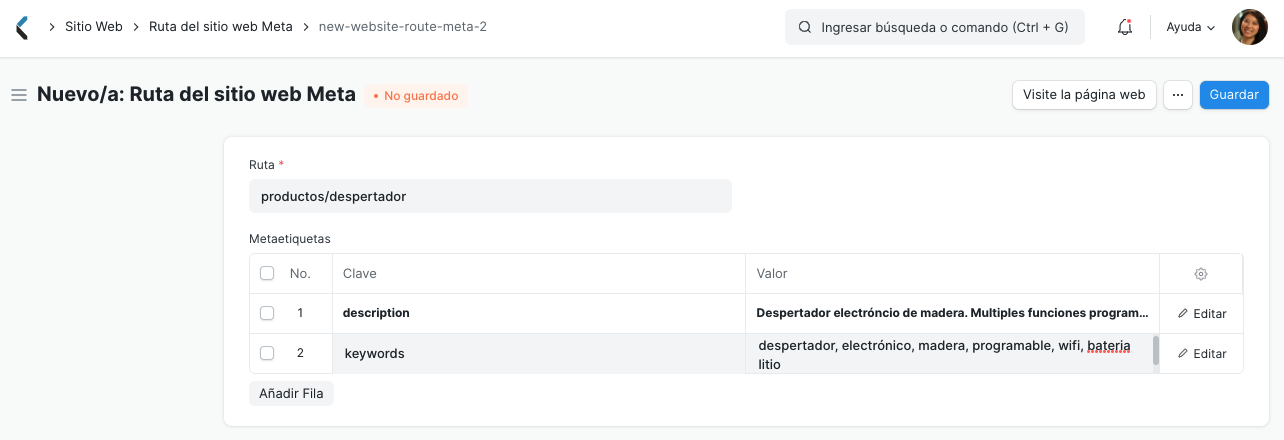 Sitio Web
Ruta del sitio web Meta
new-website-route-meta-2
Ingresar búsqueda o comando (Ctrl + G)
Ayuda
Nuevo/a: Ruta del sitio web Meta
• No guardado
Visite la página web
···
Guardar
Ruta *
productos/despertador
Metaetiquetas
No. Clave Valor
1 description Despertador electróncio de madera. Multiples funciones program... Editar
2 keywords despertador, electrónico, madera, programable, wifi, bateria
litio
Editar
Añadir Fila